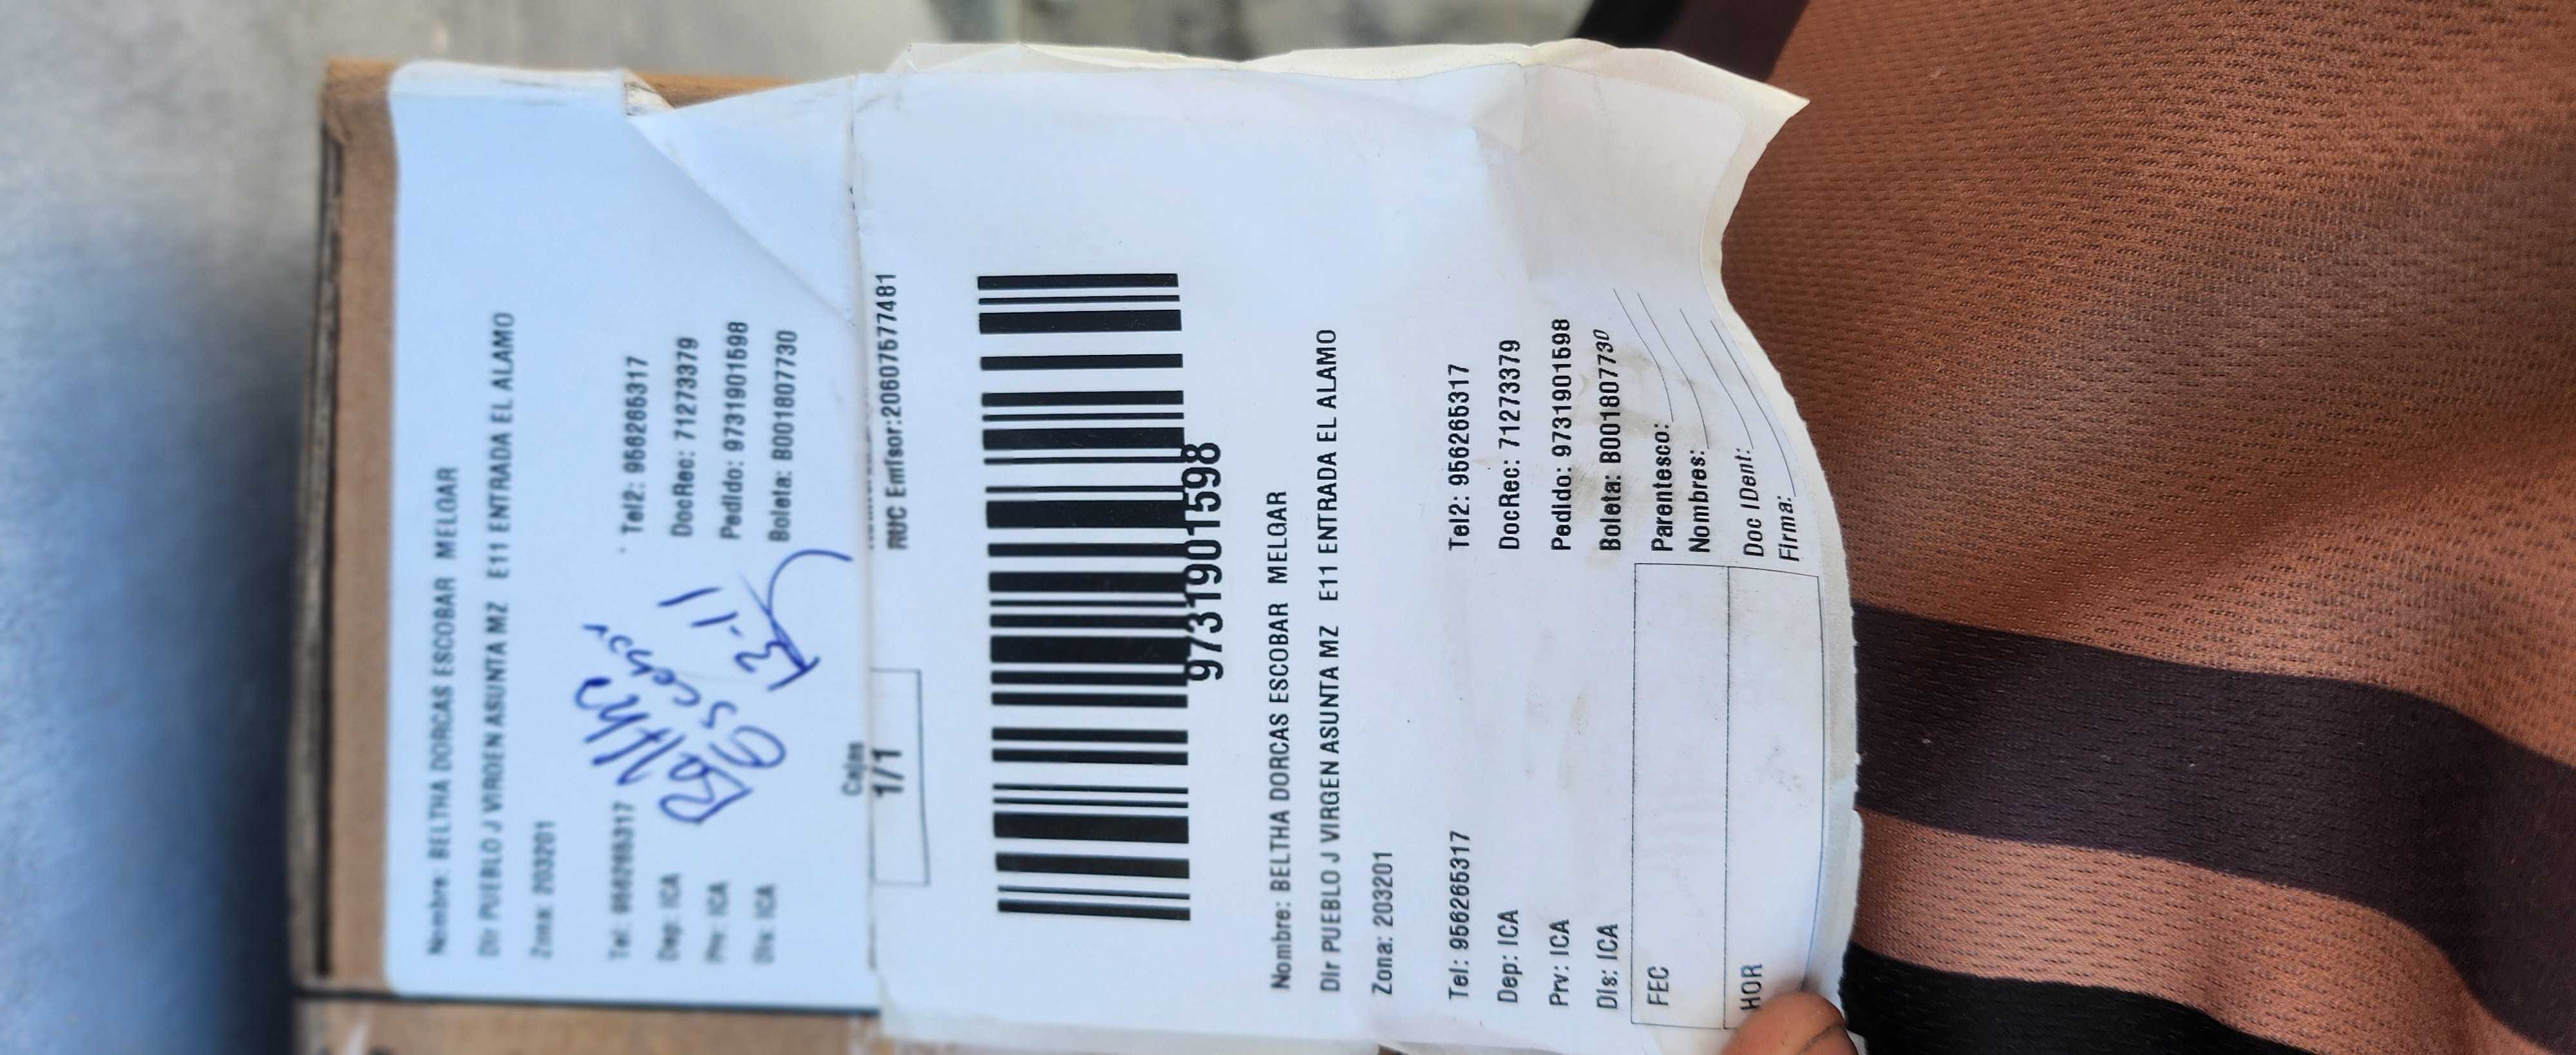 Nombre: BELTHA DORCAS ESCOBAR MELGAR
Dir PUEBLO J VIRGEN ASUNTA MZ E11 ENTRADA EL ALAMO
Zona: 203201
Tel: 956265317 Tel2: 956265317
Dep: ICA DocRec: 71273379
Prv: ICA Pedido: 9731901598
Dis: ICA Boleta: B001807730
Beltha
Escobar
E-11
Cajas
1/1
RUC Emisor:20607577481
9731901598
Nombre: BELTHA DORCAS ESCOBAR MELGAR
Dir PUEBLO J VIRGEN ASUNTA MZ E11 ENTRADA EL ALAMO
Zona: 203201
Tel: 956265317 Tel2: 956265317
Dep: ICA DocRec: 71273379
Prv: ICA Pedido: 9731901598
Dis: ICA Boleta: B001807730
FEC Parentesco:
Nombres:
HOR Doc IDent:
Firma: